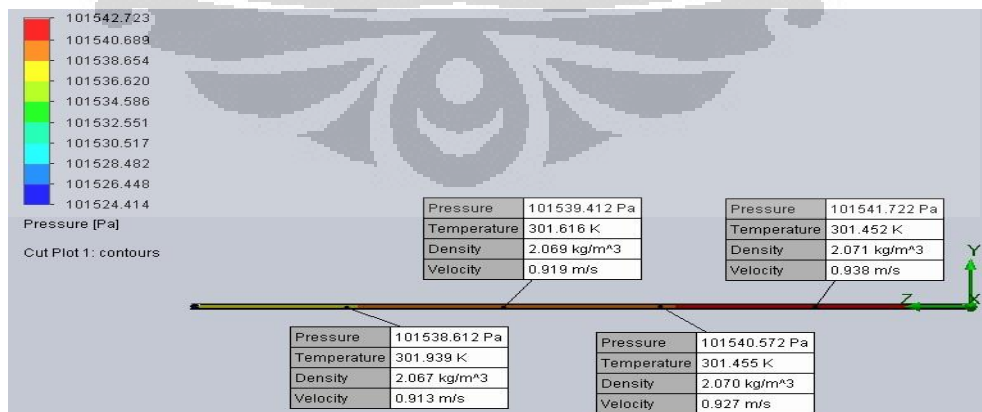 101542.723
101540.689
101538.654
101536.620
101534.586
101532.551
101530.517
101528.482
101526.448
101524.414
Pressure [Pa]
Cut Plot 1: contours
Pressure 101539.412 Pa
Temperature 301.616 K
Density 2.069 kg/m^3
Velocity 0.919 m/s
Pressure 101541.722 Pa
Temperature 301.452 K
Density 2.071 kg/m^3
Velocity 0.938 m/s
Y
Z
X
Pressure 101538.612 Pa
Temperature 301.939 K
Density 2.067 kg/m^3
Velocity 0.913 m/s
Pressure 101540.572 Pa
Temperature 301.455 K
Density 2.070 kg/m^3
Velocity 0.927 m/s